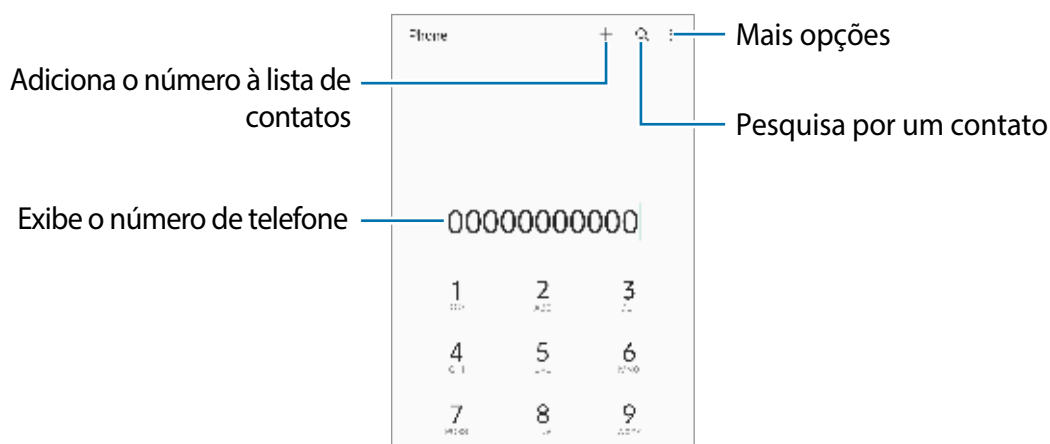 Phone
Mais opções
Adiciona o número à lista de
contatos
Pesquisa por um contato
Exibe o número de telefone
00000000000
1 2 3
4 5 6
7 8 9